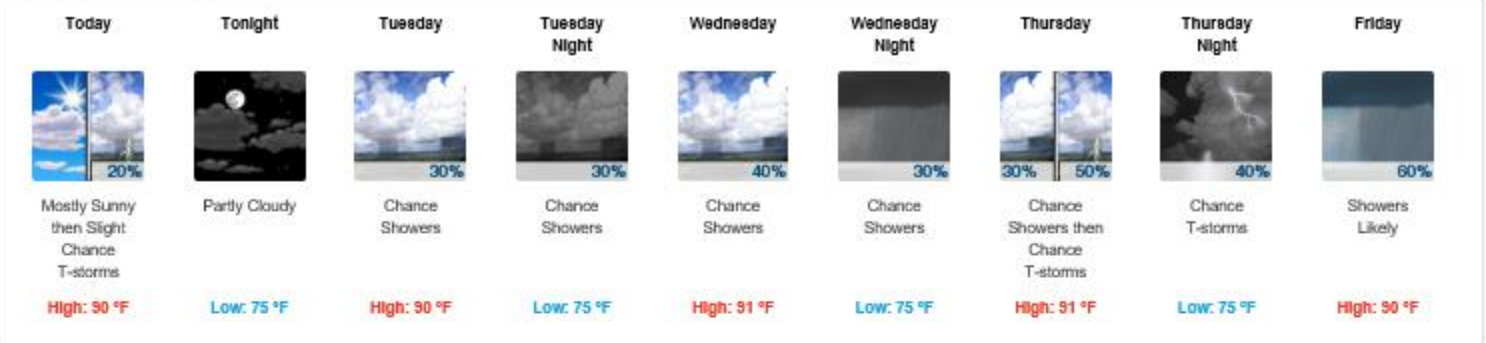 Today
Tonight
Tuesday
Tuesday
Night
Wednesday
Wednesday
Night
Thursday
Thursday
Night
Friday
20%
30%
30%
40%
30%
30% 50%
40%
60%
Mostly Sunny
then Slight
Chance
T-storms
Partly Cloudy
Chance
Showers
Chance
Showers
Chance
Showers
Chance
Showers
Chance
Showers then
Chance
T-storms
Chance
T-storms
Showers
Likely
High: 90 °F
Low: 75 °F
High: 90 °F
Low: 75 °F
High: 91 °F
Low: 75 °F
High: 91 °F
Low: 75 °F
High: 90 °F